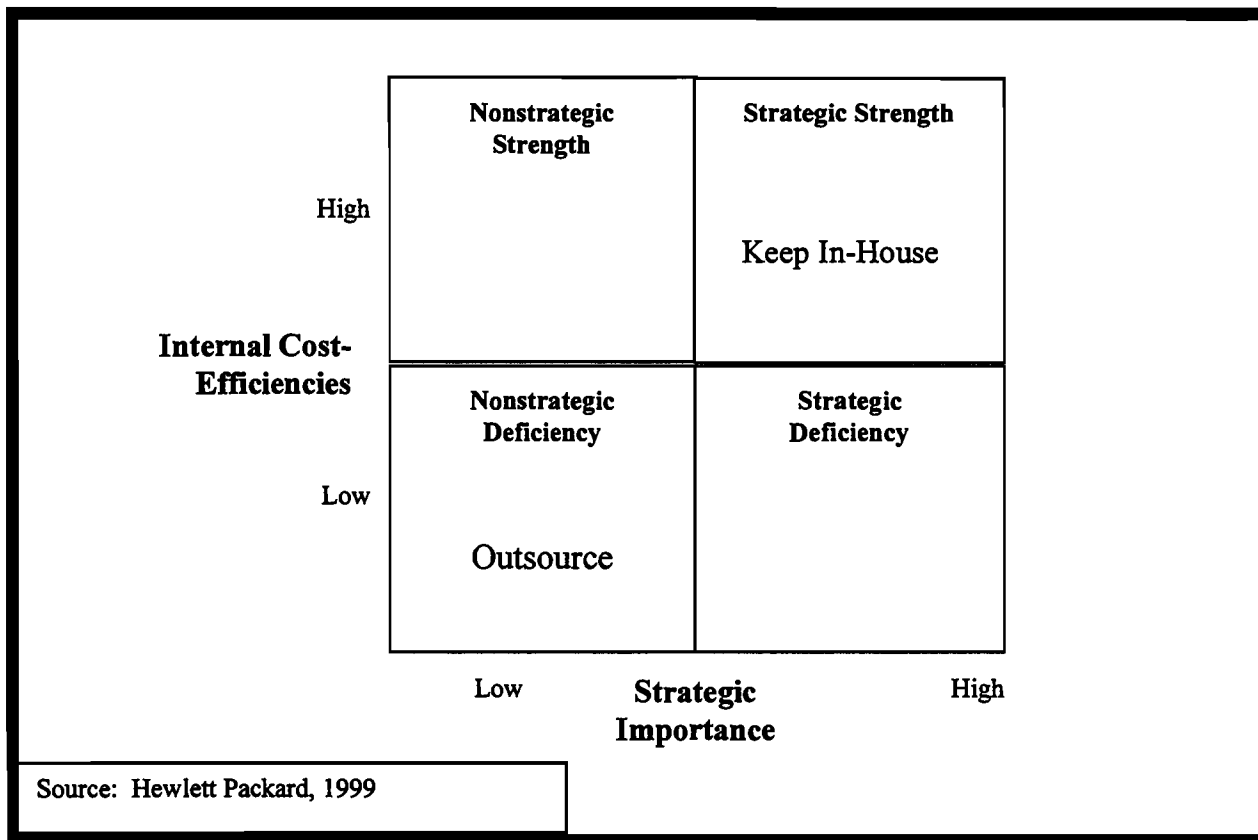 Nonstrategic
Strength
Strategic Strength
High
Keep In-House
Internal Cost-
Efficiencies
Nonstrategic
Deficiency
Strategic
Deficiency
Low
Outsource
Low
Strategic
Importance
High
Source: Hewlett Packard, 1999